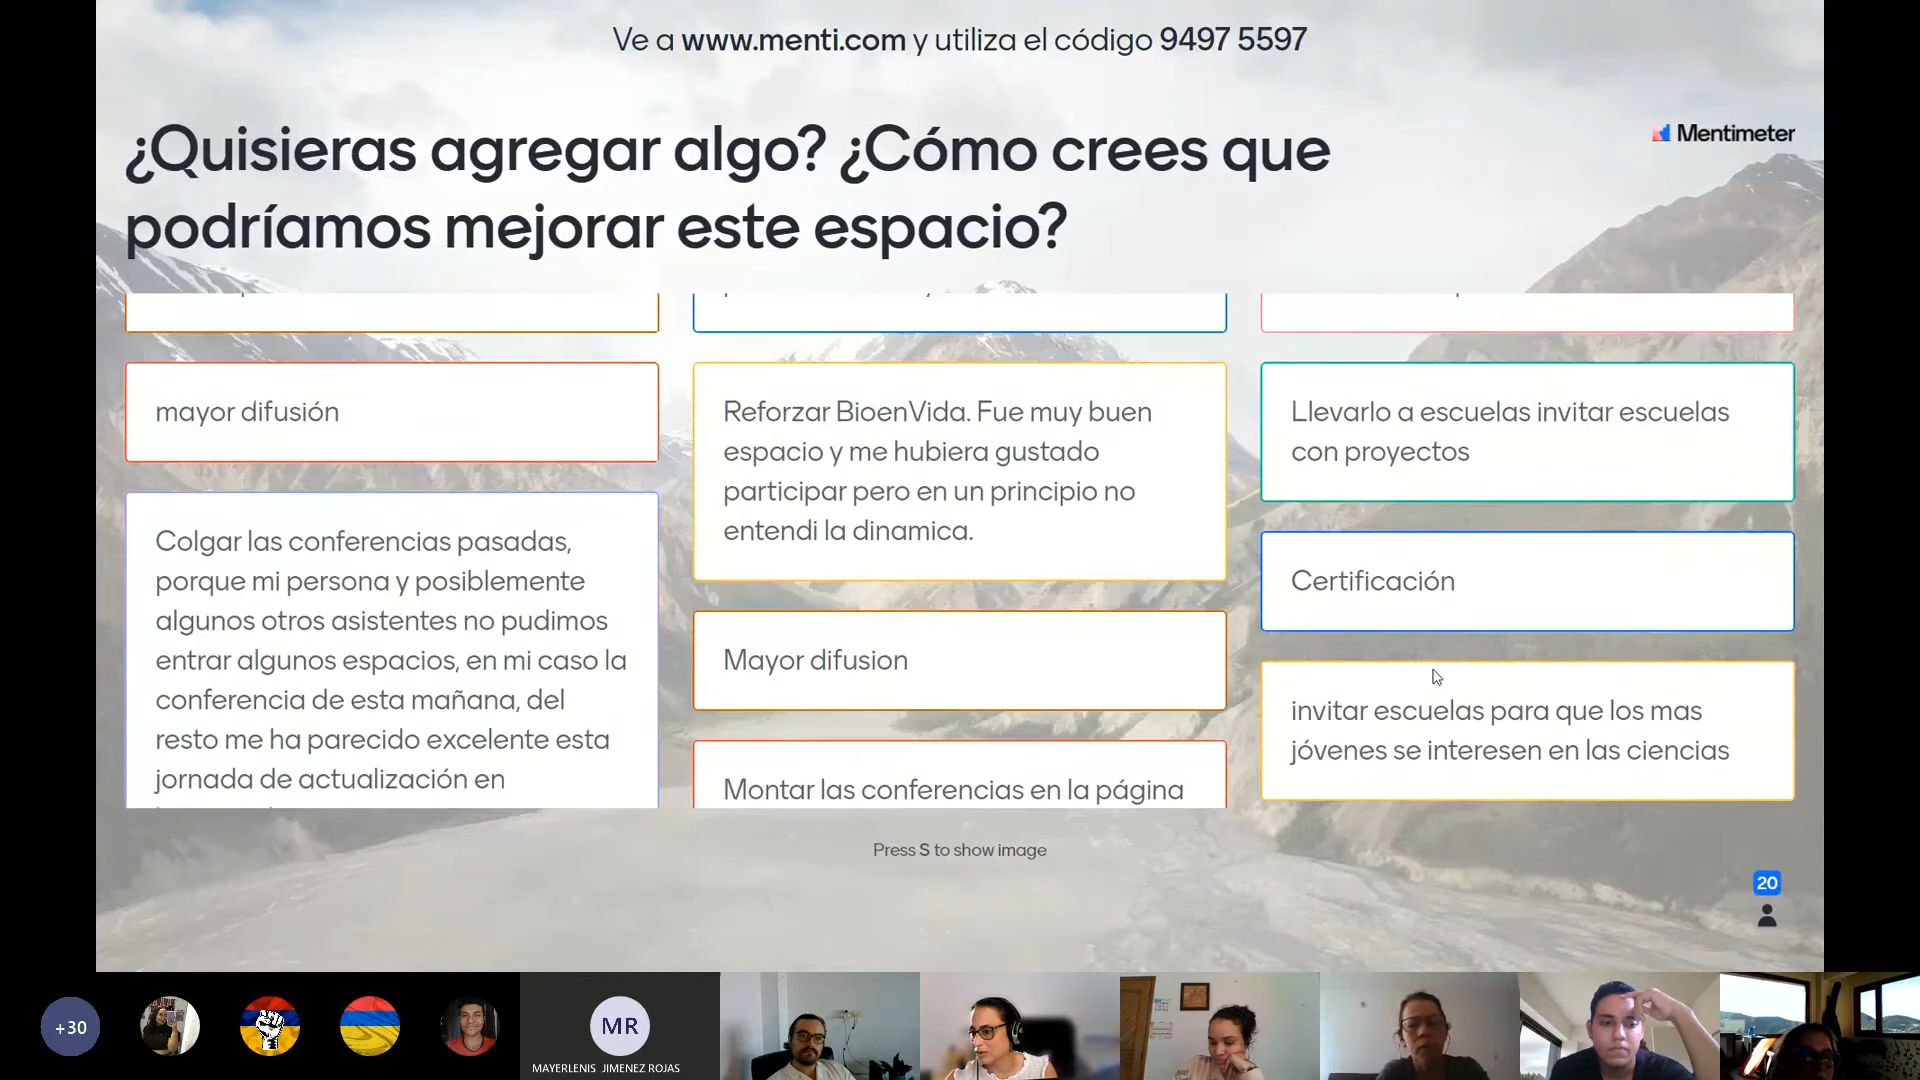 Ve a www.menti.com y utiliza el código 9497 5597
¿Quisieras agregar algo? ¿Cómo crees que
podríamos mejorar este espacio?
Mentimeter
mayor difusión
Colgar las conferencias pasadas,
porque mi persona y posiblemente
algunos otros asistentes no pudimos
entrar algunos espacios, en mi caso la
conferencia de esta mañana, del
resto me ha parecido excelente esta
jornada de actualización en
Reforzar BioenVida. Fue muy buen
espacio y me hubiera gustado
participar pero en un principio no
entendi la dinamica.
Mayor difusion
Montar las conferencias en la página
Llevarlo a escuelas invitar escuelas
con proyectos
Certificación
invitar escuelas para que los mas
jóvenes se interesen en las ciencias
Press S to show image
20
+30
MR
MAYERLENIS JIMENEZ ROJAS